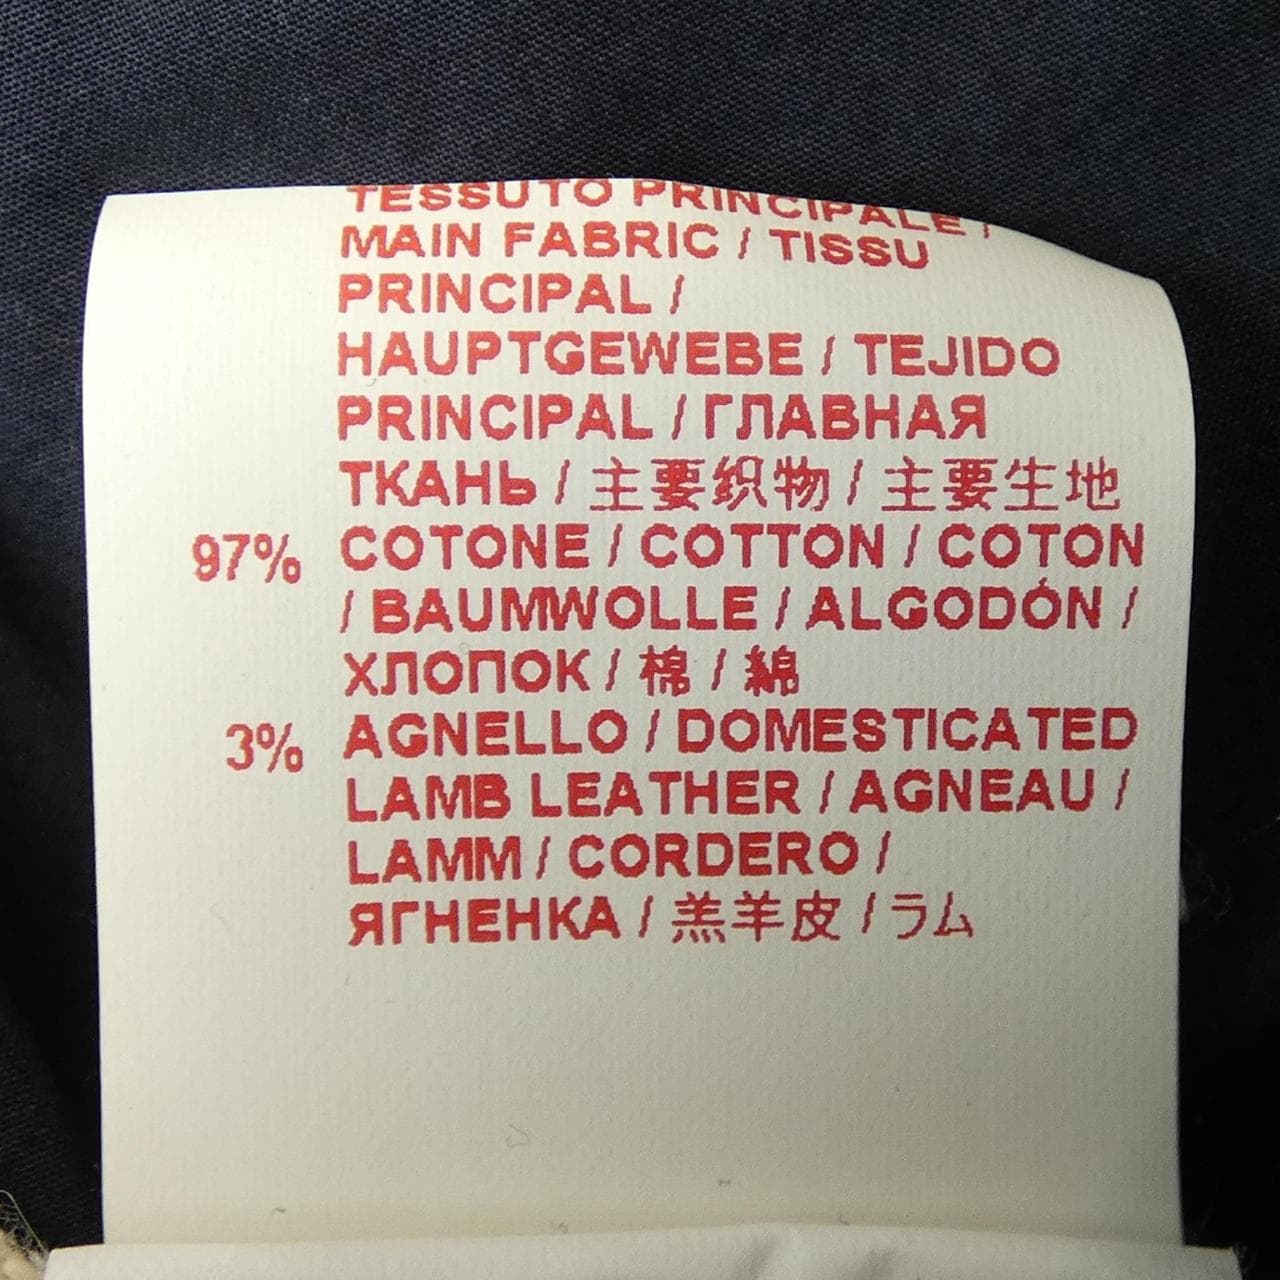 TESSUTO PRINCIPALE /
MAIN FABRIC / TISSU
PRINCIPAL /
HAUPTGEWEBE / TEJIDO
PRINCIPAL / ГЛАВНАЯ
ТКАНЬ / 主要织物 / 主要生地
97% COTONE / COTTON / COTON
/ BAUMWOLLE / ALGODÓN /
ХЛОПОК / 棉 / 綿
3% AGNELLO / DOMESTICATED
LAMB LEATHER / AGNEAU /
LAMM / CORDERO /
ЯГНЕНКА / 羔羊皮 / ラム